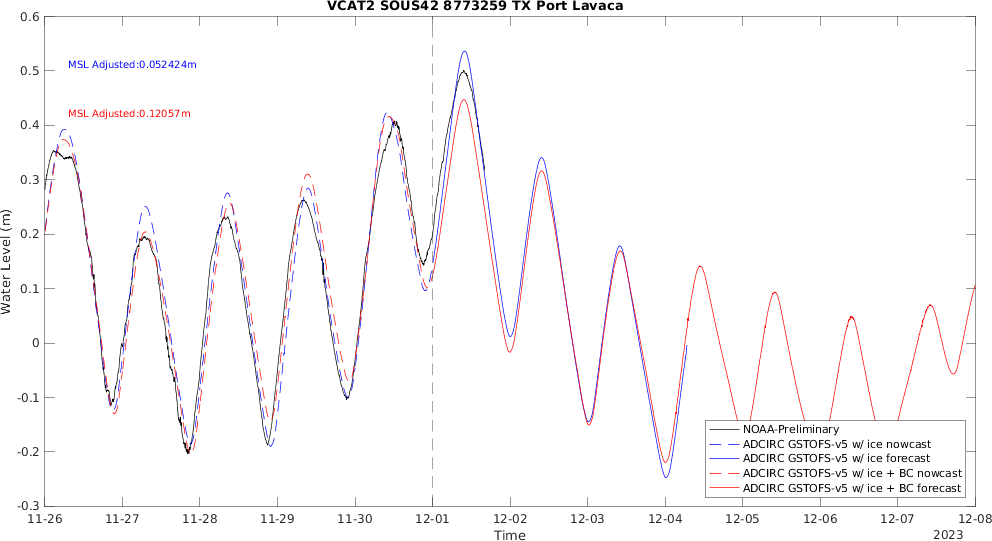 VCAT2 SOUS42 8773259 TX Port Lavaca
MSL Adjusted:0.052424m
MSL Adjusted:0.12057m
Water Level (m)
0.6
0.5
0.4
0.3
0.2
0.1
0
-0.1
-0.2
-0.3
NOAA-Preliminary
ADCIRC GSTOFS-v5 w/ ice nowcast
ADCIRC GSTOFS-v5 w/ ice forecast
ADCIRC GSTOFS-v5 w/ ice + BC nowcast
ADCIRC GSTOFS-v5 w/ ice + BC forecast
11-26 11-27 11-28 11-29 11-30 12-01 12-02 12-03 12-04 12-05 12-06 12-07 12-08
Time
2023